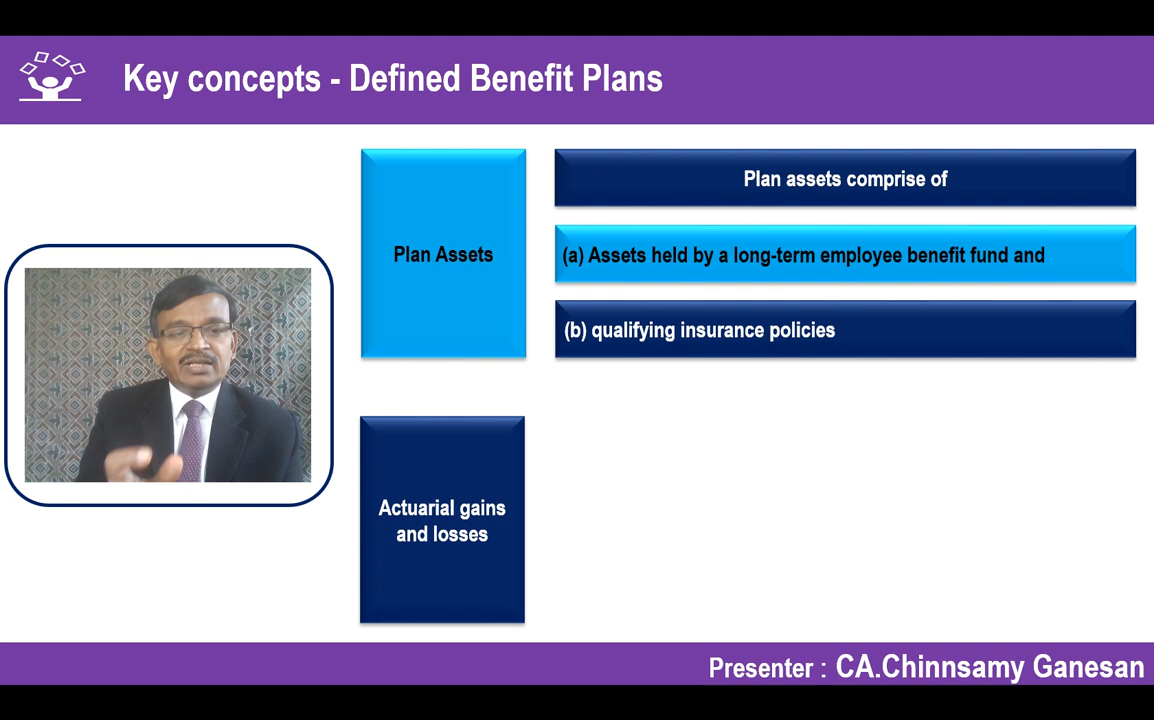 Key concepts - Defined Benefit Plans
Plan Assets
Plan assets comprise of
(a) Assets held by a long-term employee benefit fund and
(b) qualifying insurance policies
Actuarial gains
and losses
Presenter : CA.Chinnsamy Ganesan